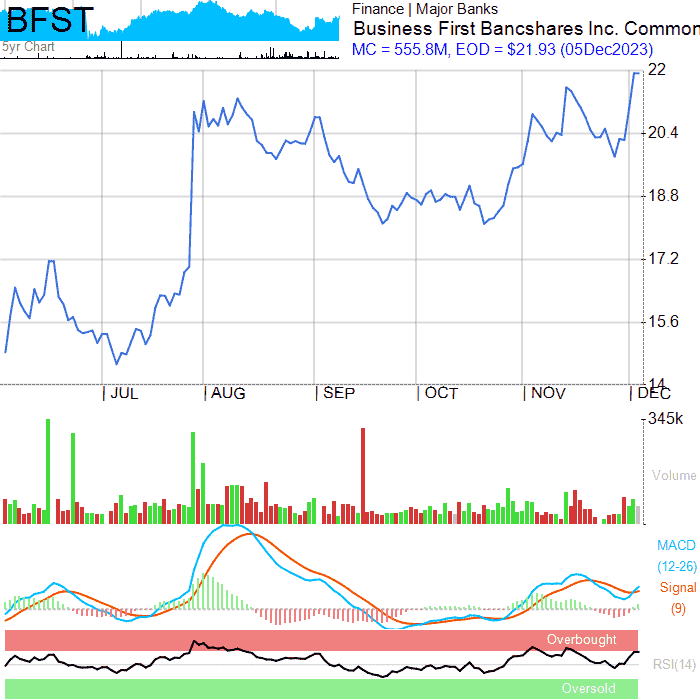 BFST
5yr Chart
Finance | Major Banks
Business First Bancshares Inc. Common
MC = 555.8M, EOD = $21.93 (05Dec2023)
22
20.4
18.8
17.2
15.6
14
JUL AUG SEP OCT NOV DEC
345k
Volume
MACD
(12-26)
Signal
(9)
Overbought
RSI(14)
Oversold